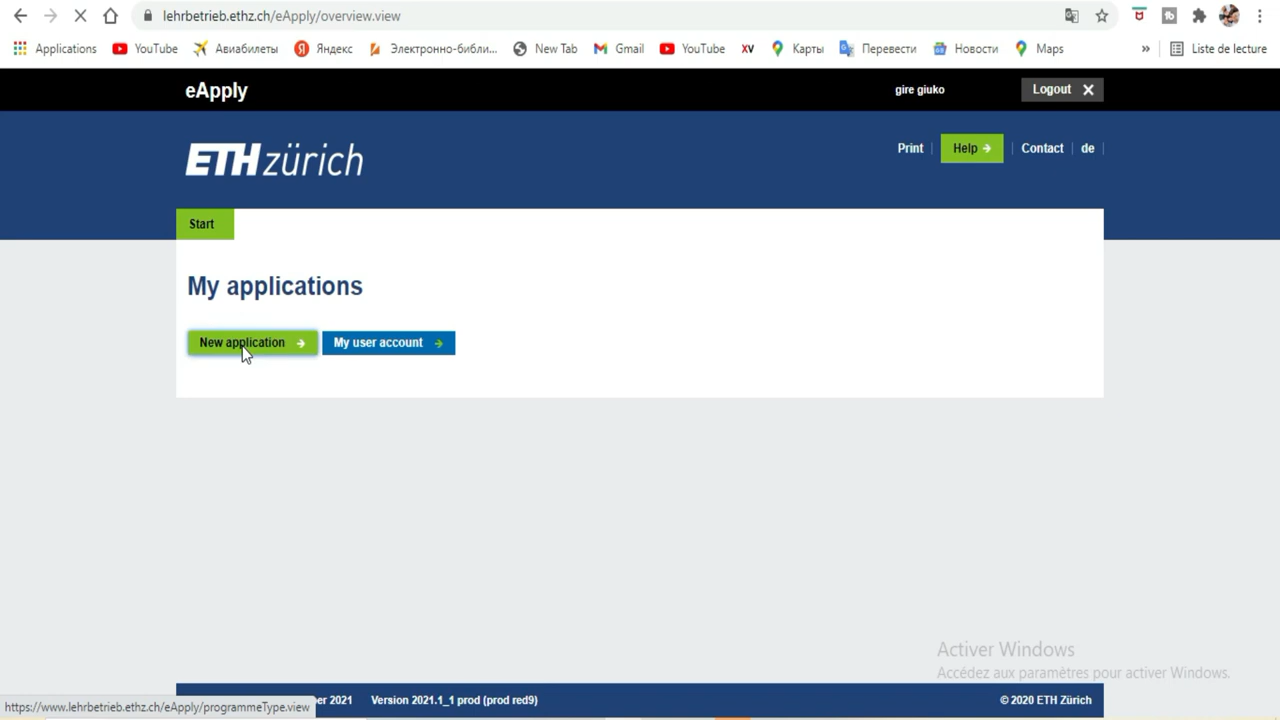 lehrbetrieb.ethz.ch/eApply/overview.view
Applications YouTube Авиабилеты Яндекс Электронно-библи... New Tab Gmail YouTube XV Карты Перевести Новости Maps » Liste de lecture
eApply gire giuko Logout
ETH zürich Print Help Contact de
Start
My applications
New application My user account
Activer Windows
Accédez aux paramètres pour activer Windows.
https://www.lehrbetrieb.ethz.ch/eApply/programmeType.view
2021 Version 2021.1_1 prod (prod red9) © 2020 ETH Zürich